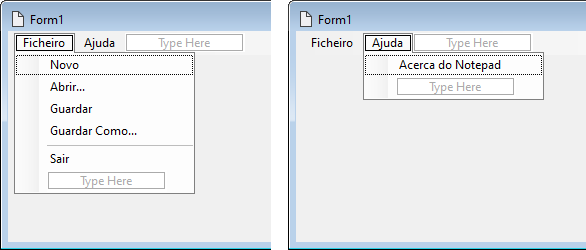 Form1
Ficheiro Ajuda Type Here
Novo
Abrir...
Guardar
Guardar Como...
Sair
Type Here
Form1
Ficheiro Ajuda Type Here
Acerca do Notepad
Type Here